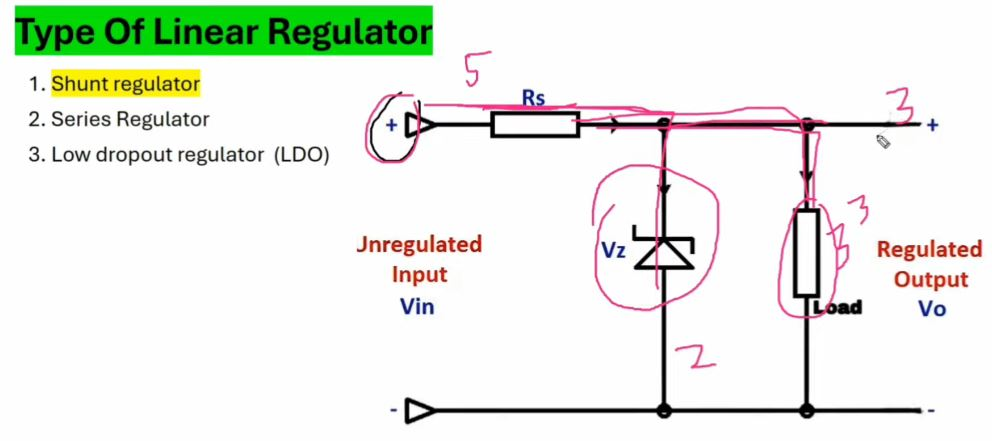 Type Of Linear Regulator
1. Shunt regulator
2. Series Regulator
3. Low dropout regulator (LDO)
5
Rs
3
+
+
3
Vz
Jnregulated
Input
Vin
Regulated
Output
Vo
Load
2
-
-